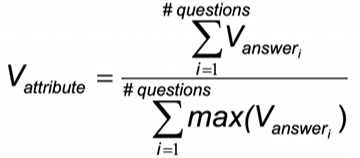 # questions
∑ V_answer_i
i=1
V_attribute = ────────────
# questions
∑ max(V_answer_i )
i=1